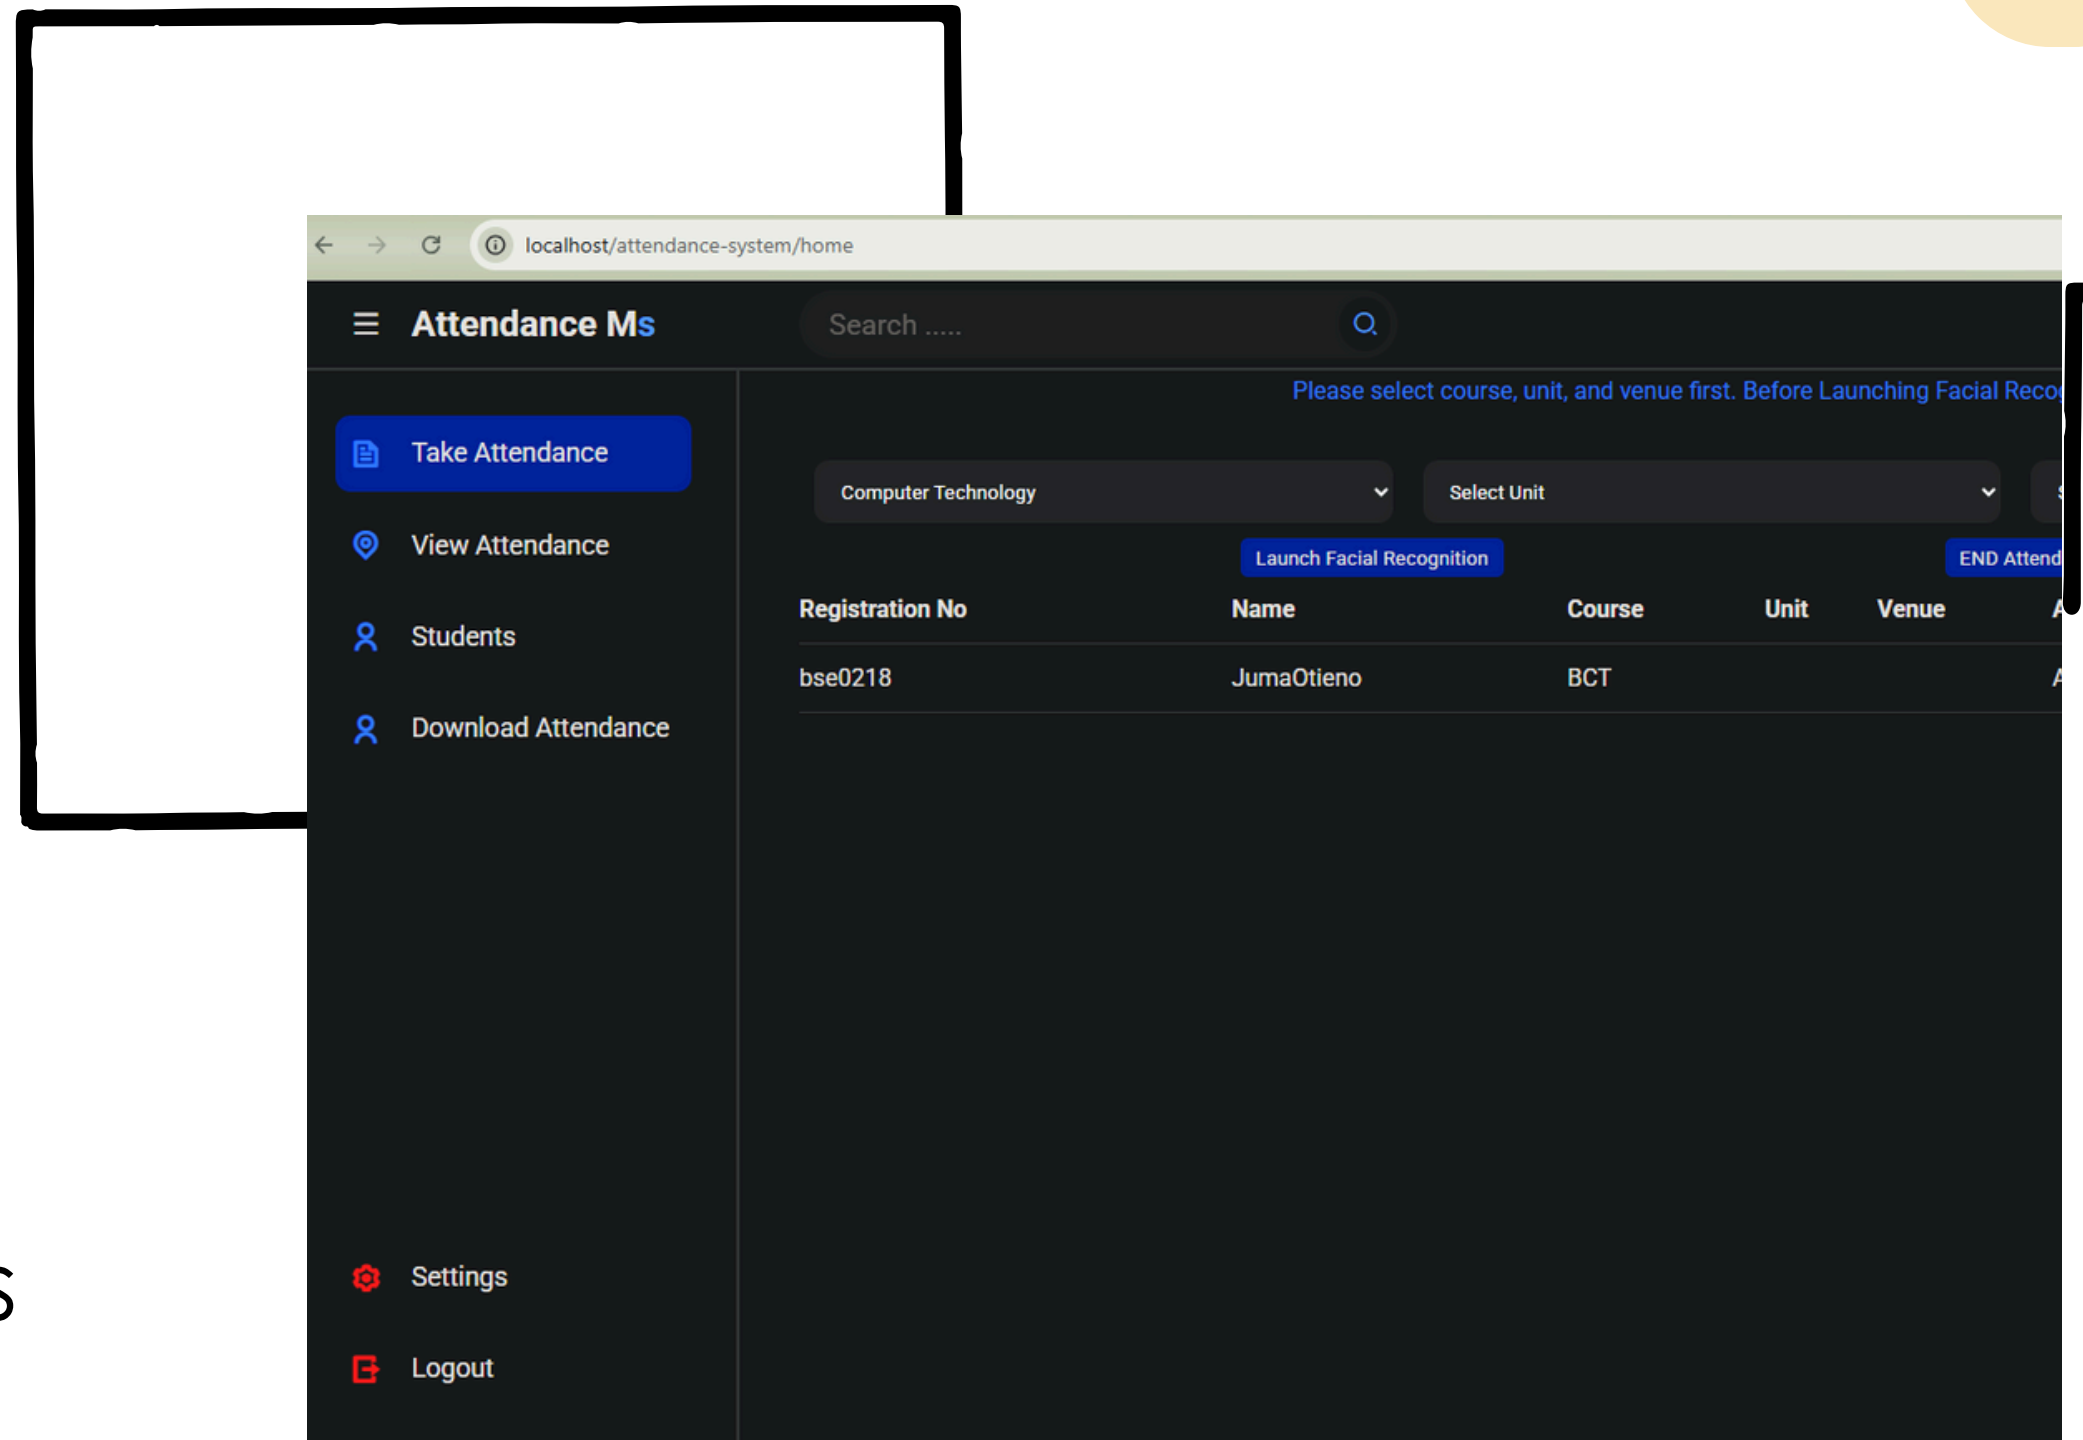 localhost/attendance-system/home
Attendance Ms
Search .....
Please select course, unit, and venue first. Before Launching Facial
Take Attendance
Computer Technology
Select Unit
View Attendance
Launch Facial Recognition
END
Registration No
Name
Course
Unit
Venue
Students
bse0218
JumaOtieno
BCT
Download Attendance
Settings
Logout